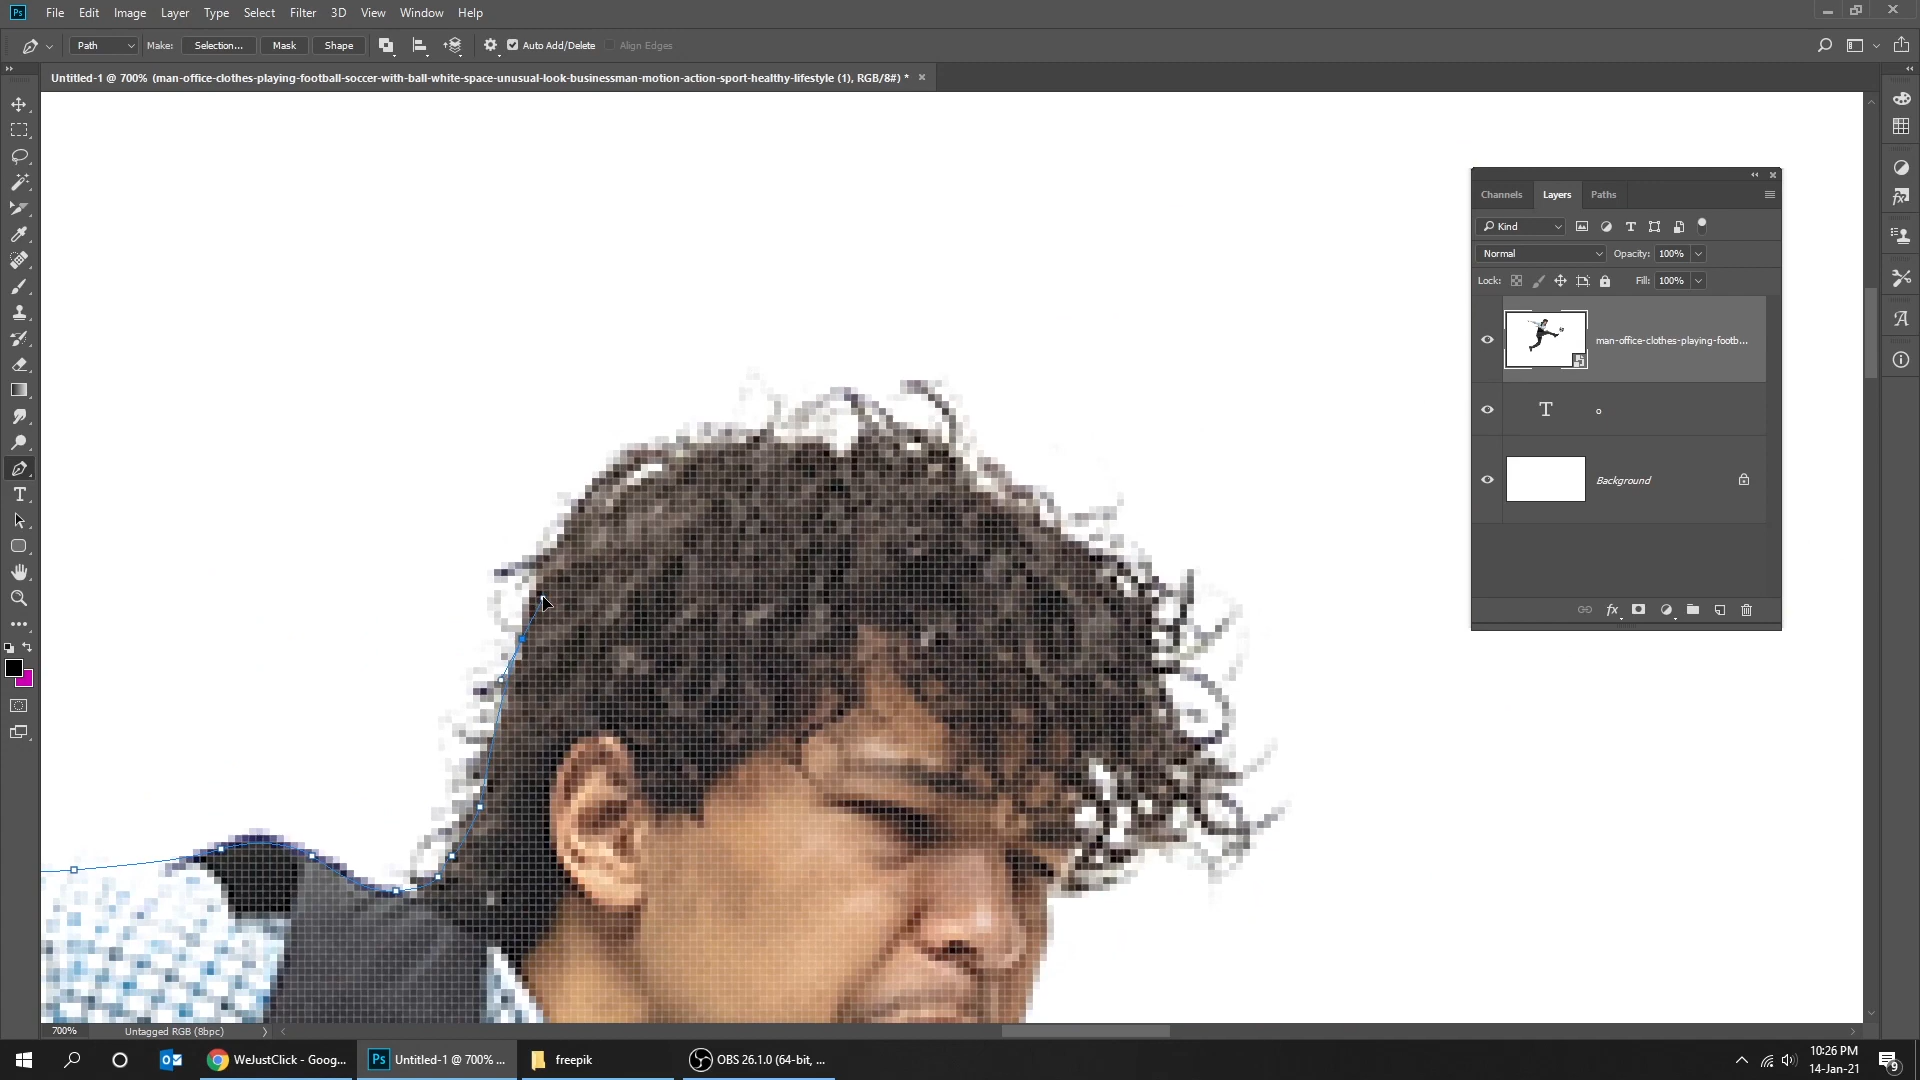 Ps File Edit Image Layer Type Select Filter 3D View Window Help
Path Make: Selection... Mask Shape Auto Add/Delete Align Edges
Untitled-1 @ 700% (man-office-clothes-playing-football-soccer-with-ball-white-space-unusual-look-businessman-motion-action-sport-healthy-lifestyle (1), RGB/8#) *
Channels Layers Paths
Kind
Normal Opacity: 100%
Lock: Fill: 100%
man-office-clothes-playing-footb...
T o
Background
fx
700% Untagged RGB (8bpc)
WeJustClick - Goog... Ps Untitled-1 @ 700% ... freepik OBS 26.1.0 (64-bit, ...
10:26 PM
14-Jan-21
9